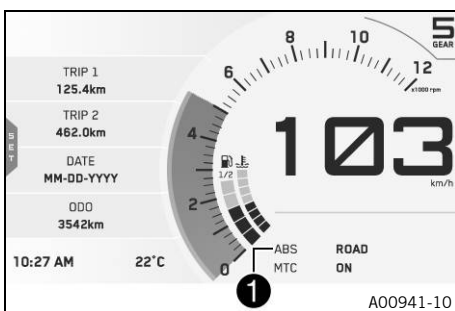 TRIP 1
125.4km
TRIP 2
462.0km
DATE
MM-DD-YYYY
ODO
3542km
10:27 AM 22°C
SET
0
2
4
6
8
10
12
x1000 rpm
1/2
5
GEAR
103
km/h
ABS ROAD
MTC ON
1
A00941-10